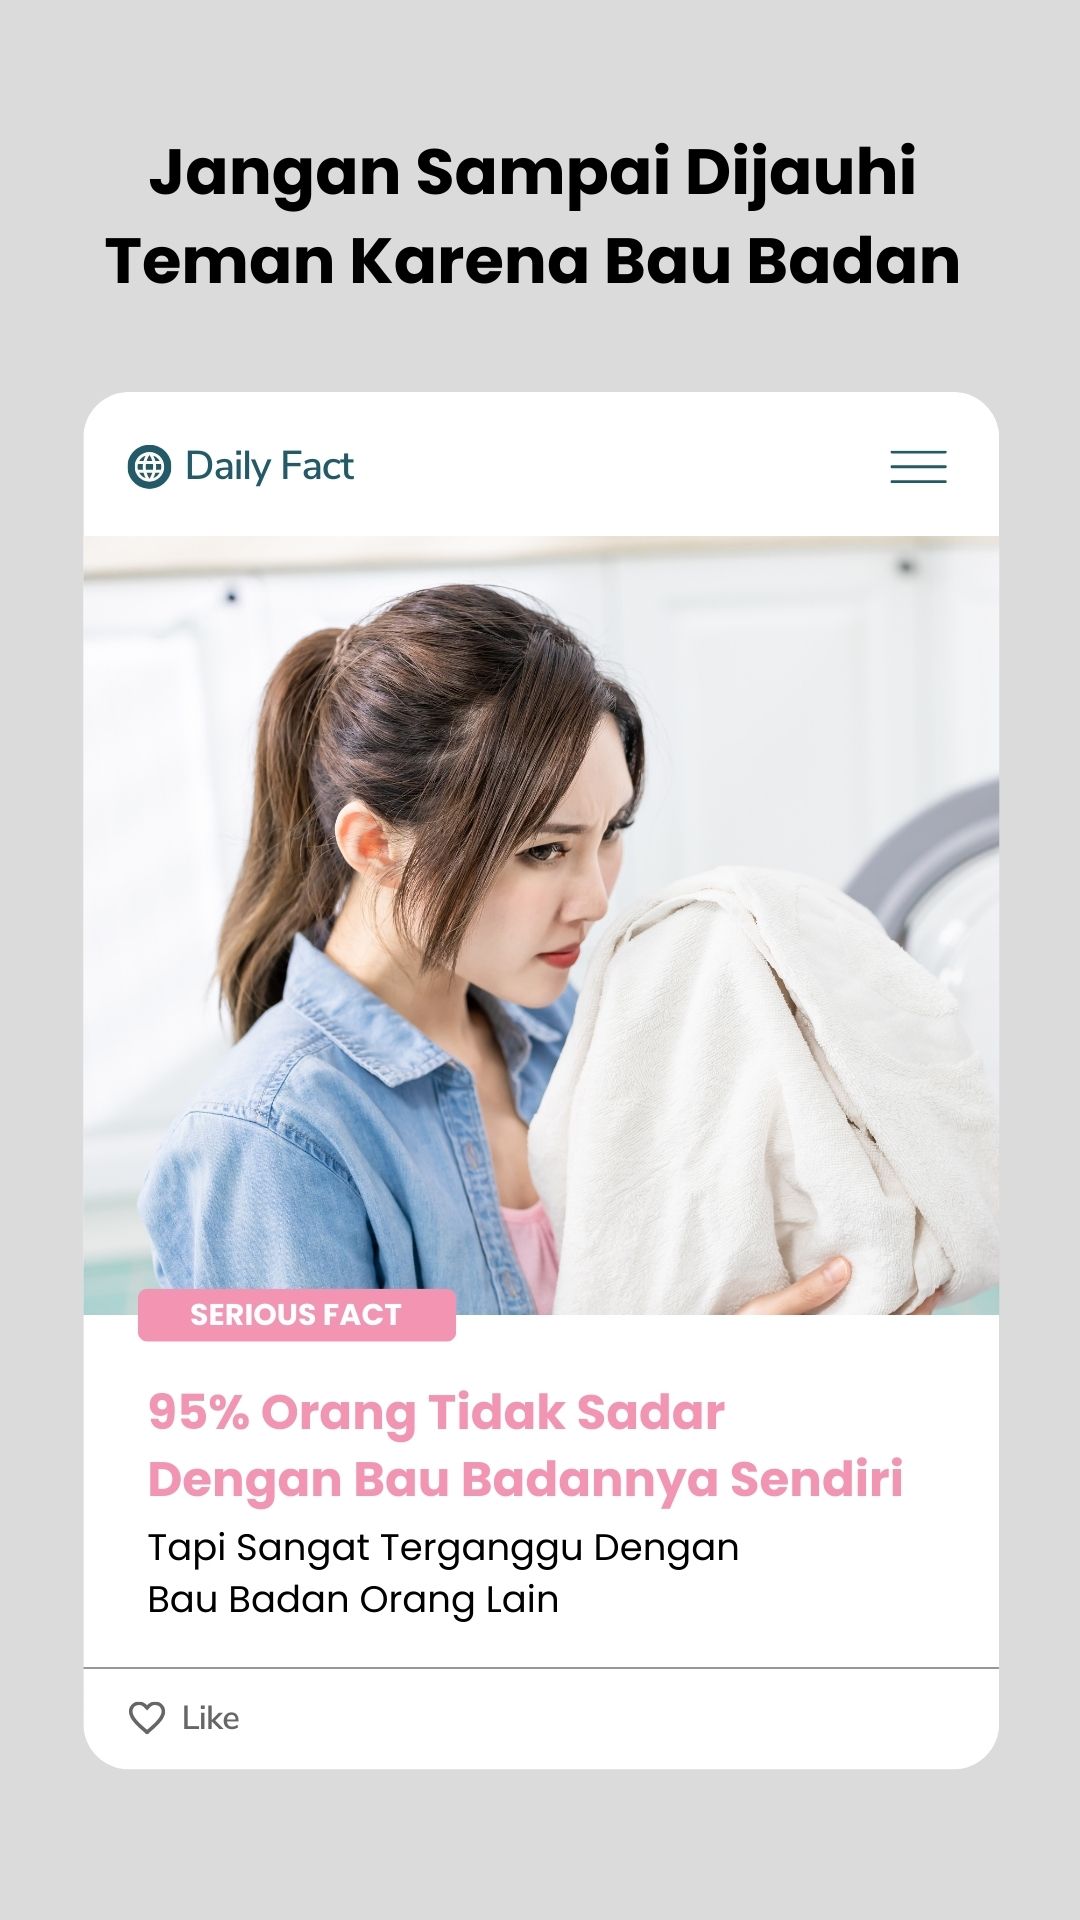 Jangan Sampai Dijauhi
Teman Karena Bau Badan
Daily Fact
SERIOUS FACT
95% Orang Tidak Sadar
Dengan Bau Badannya Sendiri
Tapi Sangat Terganggu Dengan
Bau Badan Orang Lain
Like